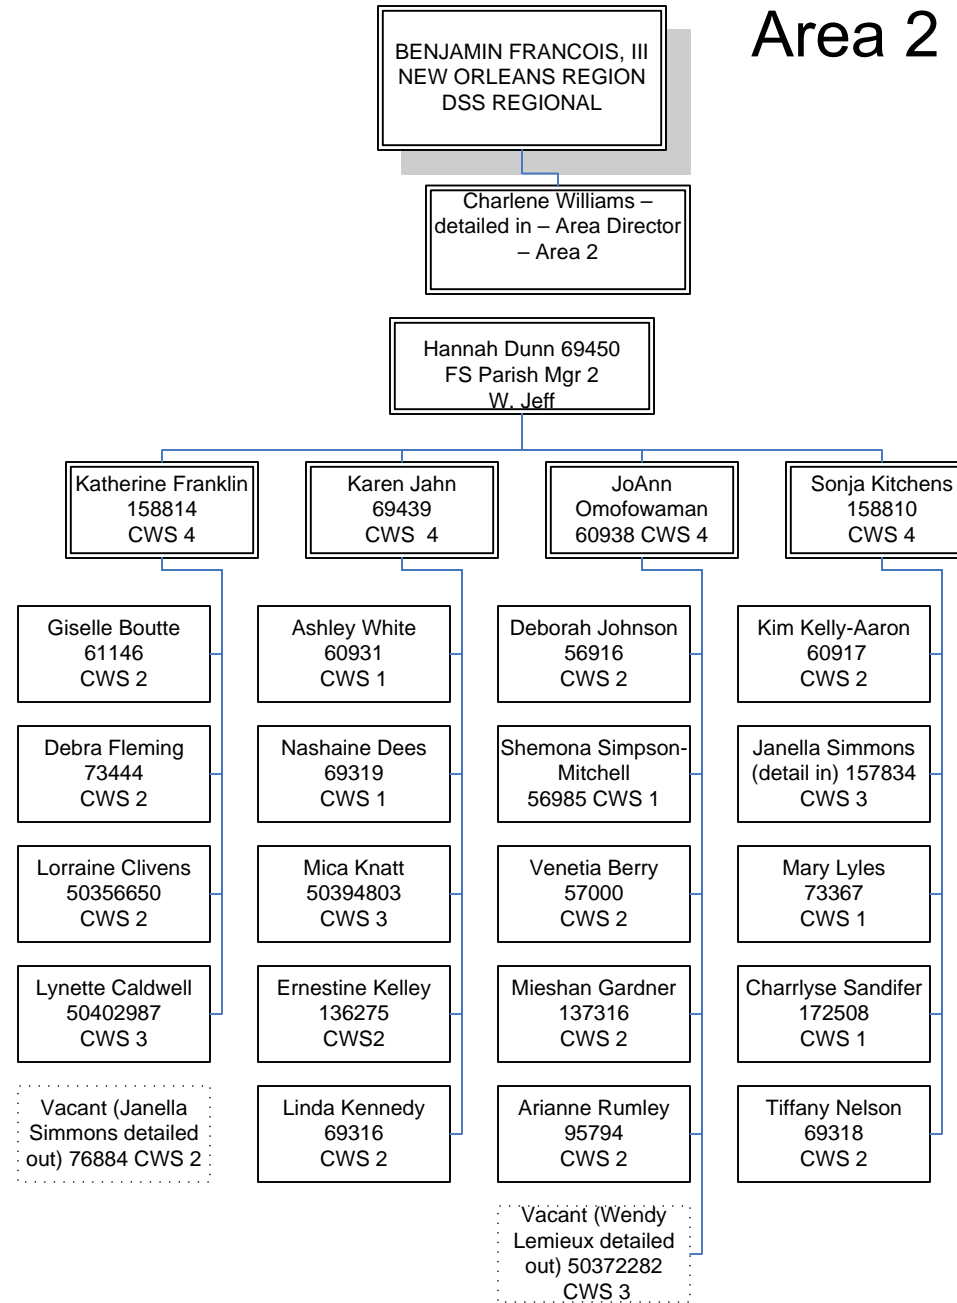 Area 2
BENJAMIN FRANCOIS, III
NEW ORLEANS REGION
DSS REGIONAL
Charlene Williams –
detailed in – Area Director
– Area 2
Hannah Dunn 69450
FS Parish Mgr 2
W. Jeff
Katherine Franklin
158814
CWS 4
Karen Jahn
69439
CWS  4
JoAnn
Omofowaman
60938 CWS 4
Sonja Kitchens
158810
CWS 4
Giselle Boutte
61146
CWS 2
Ashley White
60931
CWS 1
Deborah Johnson
56916
CWS 2
Kim Kelly-Aaron
60917
CWS 2
Debra Fleming
73444
CWS 2
Nashaine Dees
69319
CWS 1
Shemona Simpson-
Mitchell
56985 CWS 1
Janella Simmons
(detail in) 157834
CWS 3
Lorraine Clivens
50356650
CWS 2
Mica Knatt
50394803
CWS 3
Venetia Berry
57000
CWS 2
Mary Lyles
73367
CWS 1
Lynette Caldwell
50402987
CWS 3
Ernestine Kelley
136275
CWS2
Mieshan Gardner
137316
CWS 2
Charrlyse Sandifer
172508
CWS 1
Vacant (Janella
Simmons detailed
out) 76884 CWS 2
Linda Kennedy
69316
CWS 2
Arianne Rumley
95794
CWS 2
Tiffany Nelson
69318
CWS 2
Vacant (Wendy
Lemieux detailed
out) 50372282
CWS 3